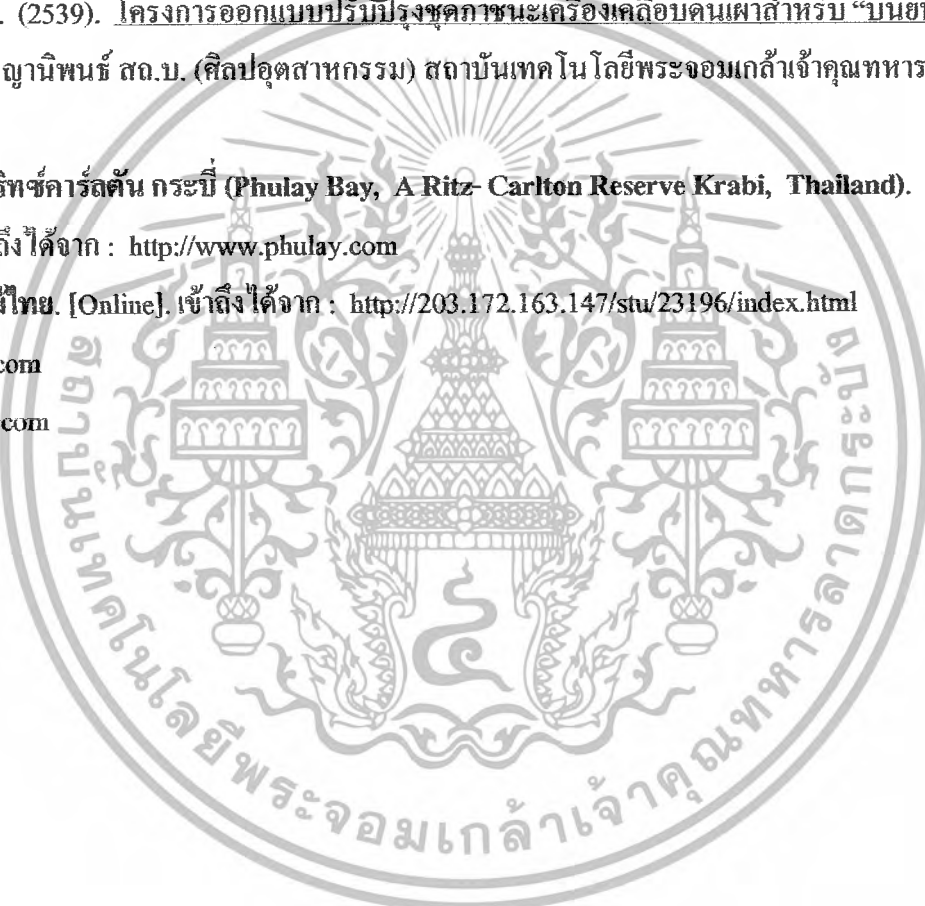 . (2539). โครงการออกแบบปรับปรุงชุดภาชนะเครื่องเคลือบดินเผาสำหรับ “บน
ญานิพนธ์ สถ.บ. (ศิลปอุตสาหกรรม) สถาบันเทคโนโลยีพระจอมเกล้าเจ้าคุณทหาร
ริทซ์คาร์ลตัน กระบี่ (Phulay Bay, A Ritz- Carlton Reserve Krabi, Thailand).
ถึงได้จาก : http://www.phulay.com
ไทย. [Online]. เข้าถึงได้จาก : http://203.172.163.147/stu/23196/index.html
com
com
สถาบันเทคโนโลยีพระจอมเกล้าเจ้าคุณทหารลาดกระบัง
๔